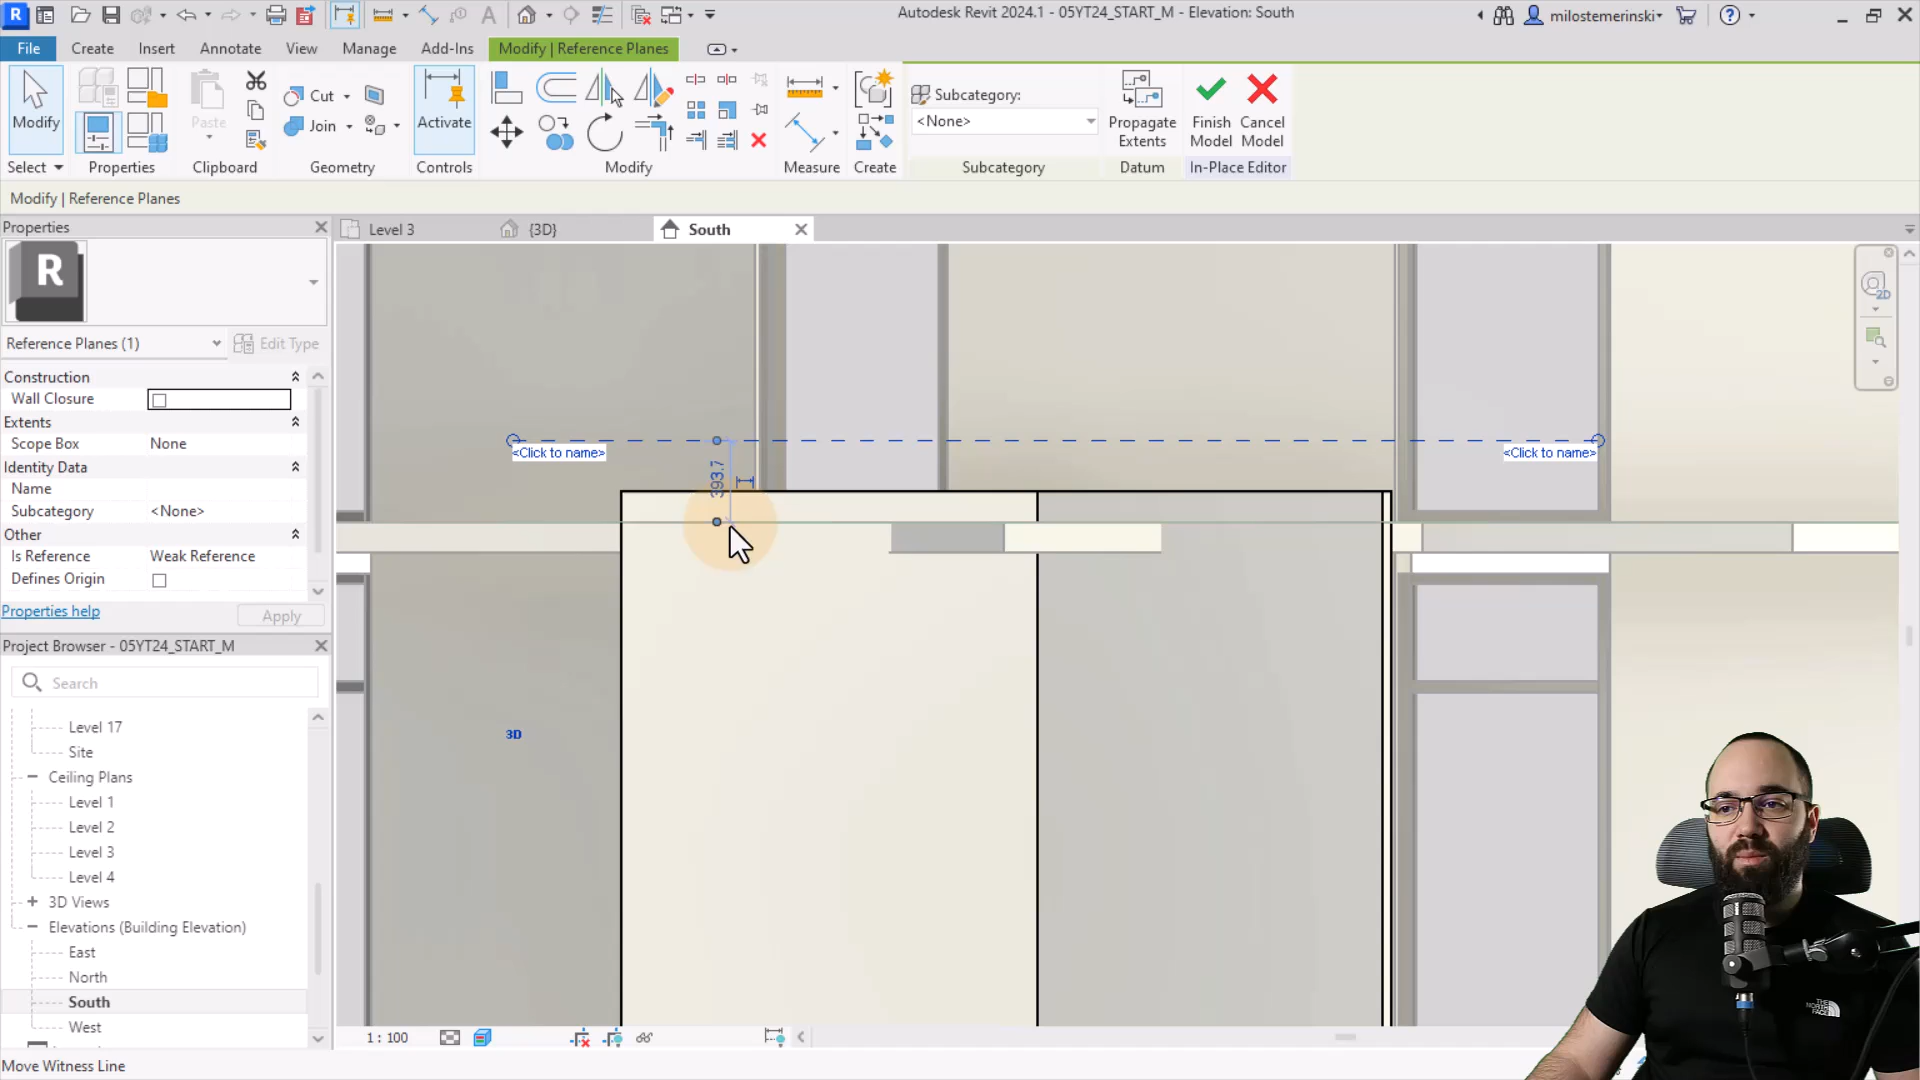 Autodesk Revit 2024.1 - 05YT24_START_M - Elevation: South
milostemerinski
File Create Insert Annotate View Manage Add-Ins Modify | Reference Planes
Modify
Paste
Cut
Join
Activate
Subcategory:
<None>
Propagate Extents
Finish Model
Cancel Model
Select Properties Clipboard Geometry Controls Modify Measure Create Subcategory Datum In-Place Editor
Modify | Reference Planes
Properties
Level 3
{3D}
South
R
Reference Planes (1)
Edit Type
Construction
Wall Closure
Extents
Scope Box None
Identity Data
Name
Subcategory <None>
Other
Is Reference Weak Reference
Defines Origin
Properties help
Apply
Project Browser - 05YT24_START_M
Search
Level 17
Site
Ceiling Plans
Level 1
Level 2
Level 3
Level 4
3D Views
Elevations (Building Elevation)
East
North
South
West
<Click to name>
<Click to name>
393.7
3D
2D
1 : 100
Move Witness Line
THE NORTH FACE